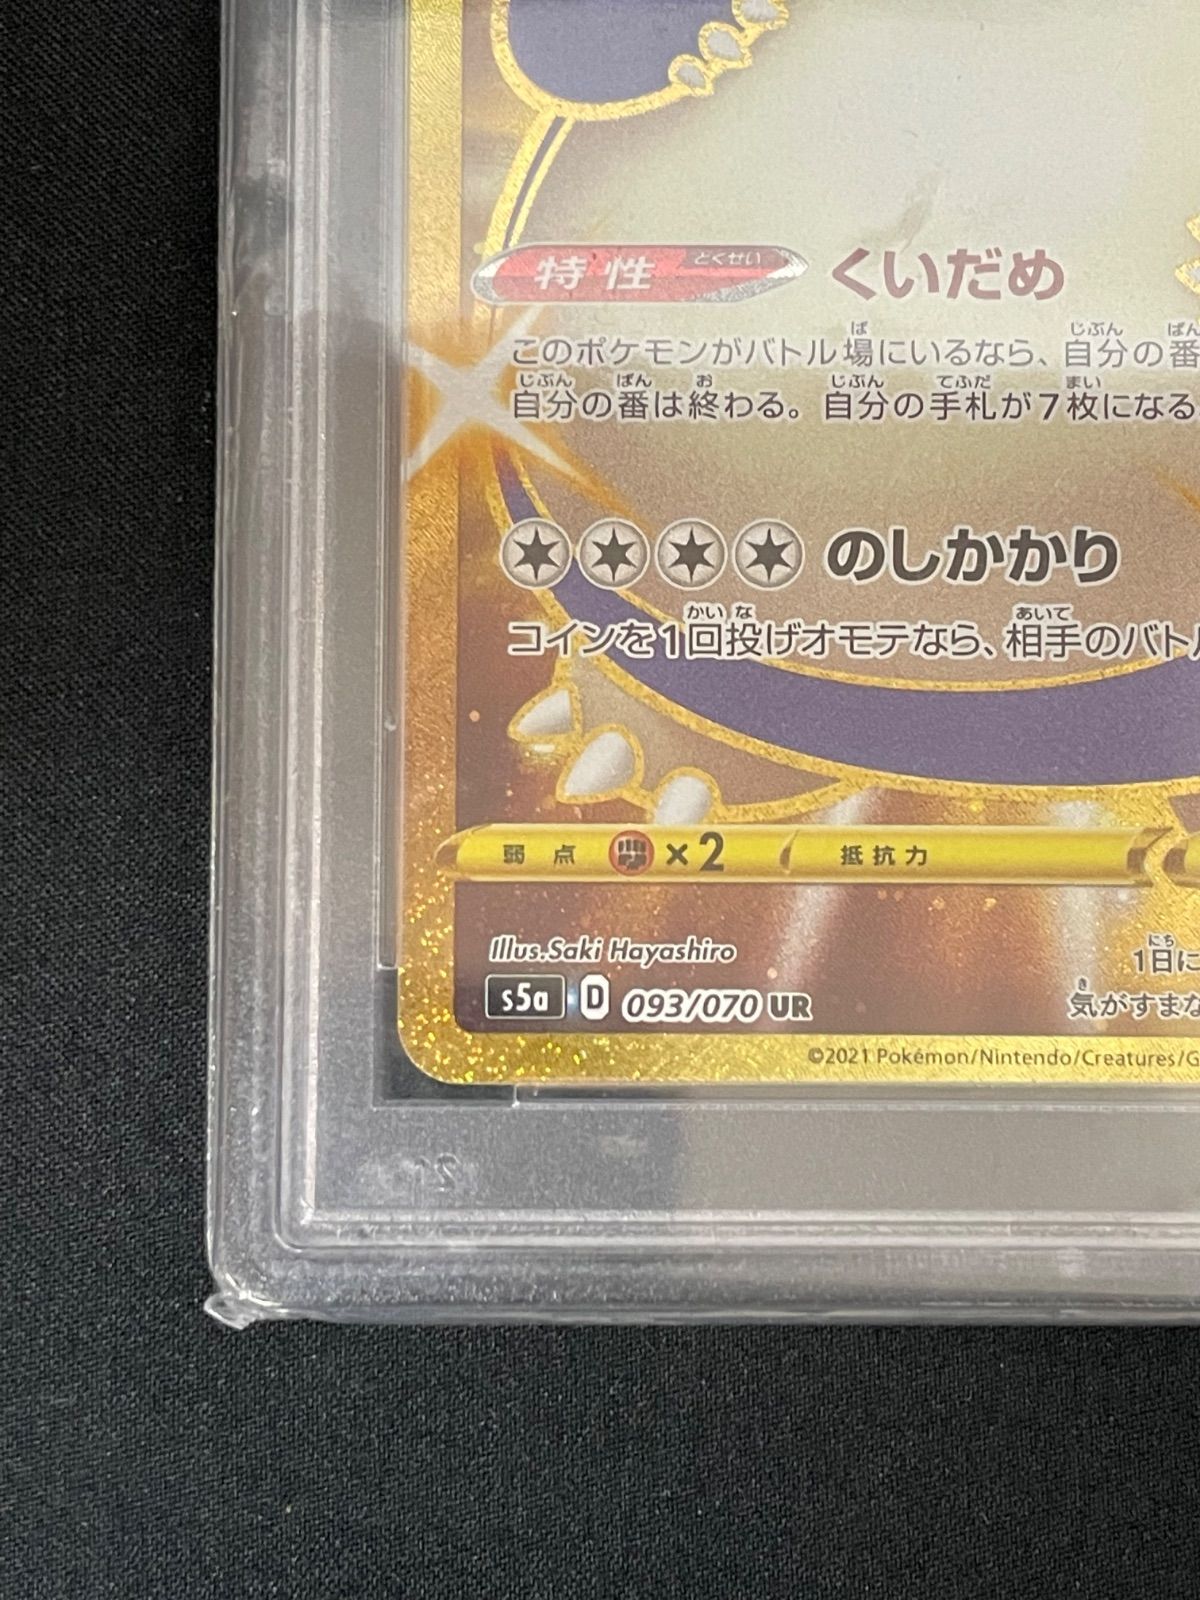 特性 とくせい くいだめ
このポケモンがバトル場にいるなら、自分の番
自分の番は終わる。自分の手札が7枚になる
のしかかり
コインを1回投げオモテなら、相手のバトル
弱点 ×2 抵抗力
Illus.Saki Hayashiro
1日に
s5a D 093/070 UR
気がすまな
©2021 Pokémon/Nintendo/Creatures/G